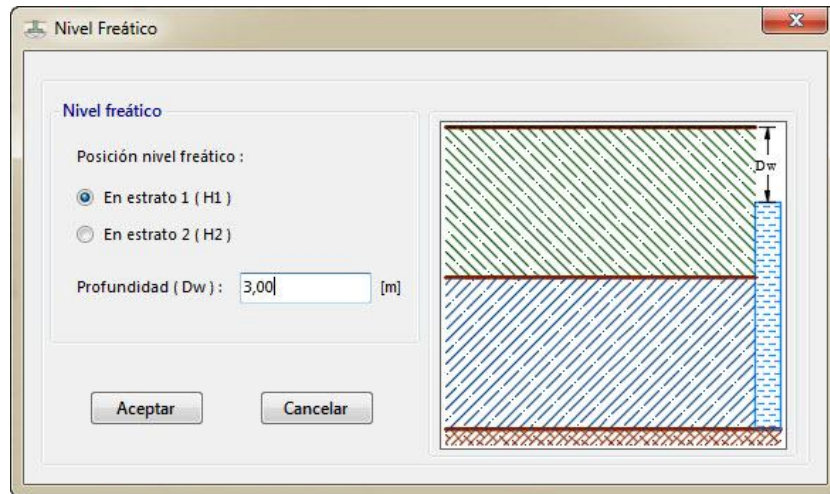 Nivel Freático
Nivel freático
Posición nivel freático :
En estrato 1 ( H1 )
En estrato 2 ( H2 )
Profundidad ( Dw ) : 3,00 [m]
Aceptar Cancelar
Dw